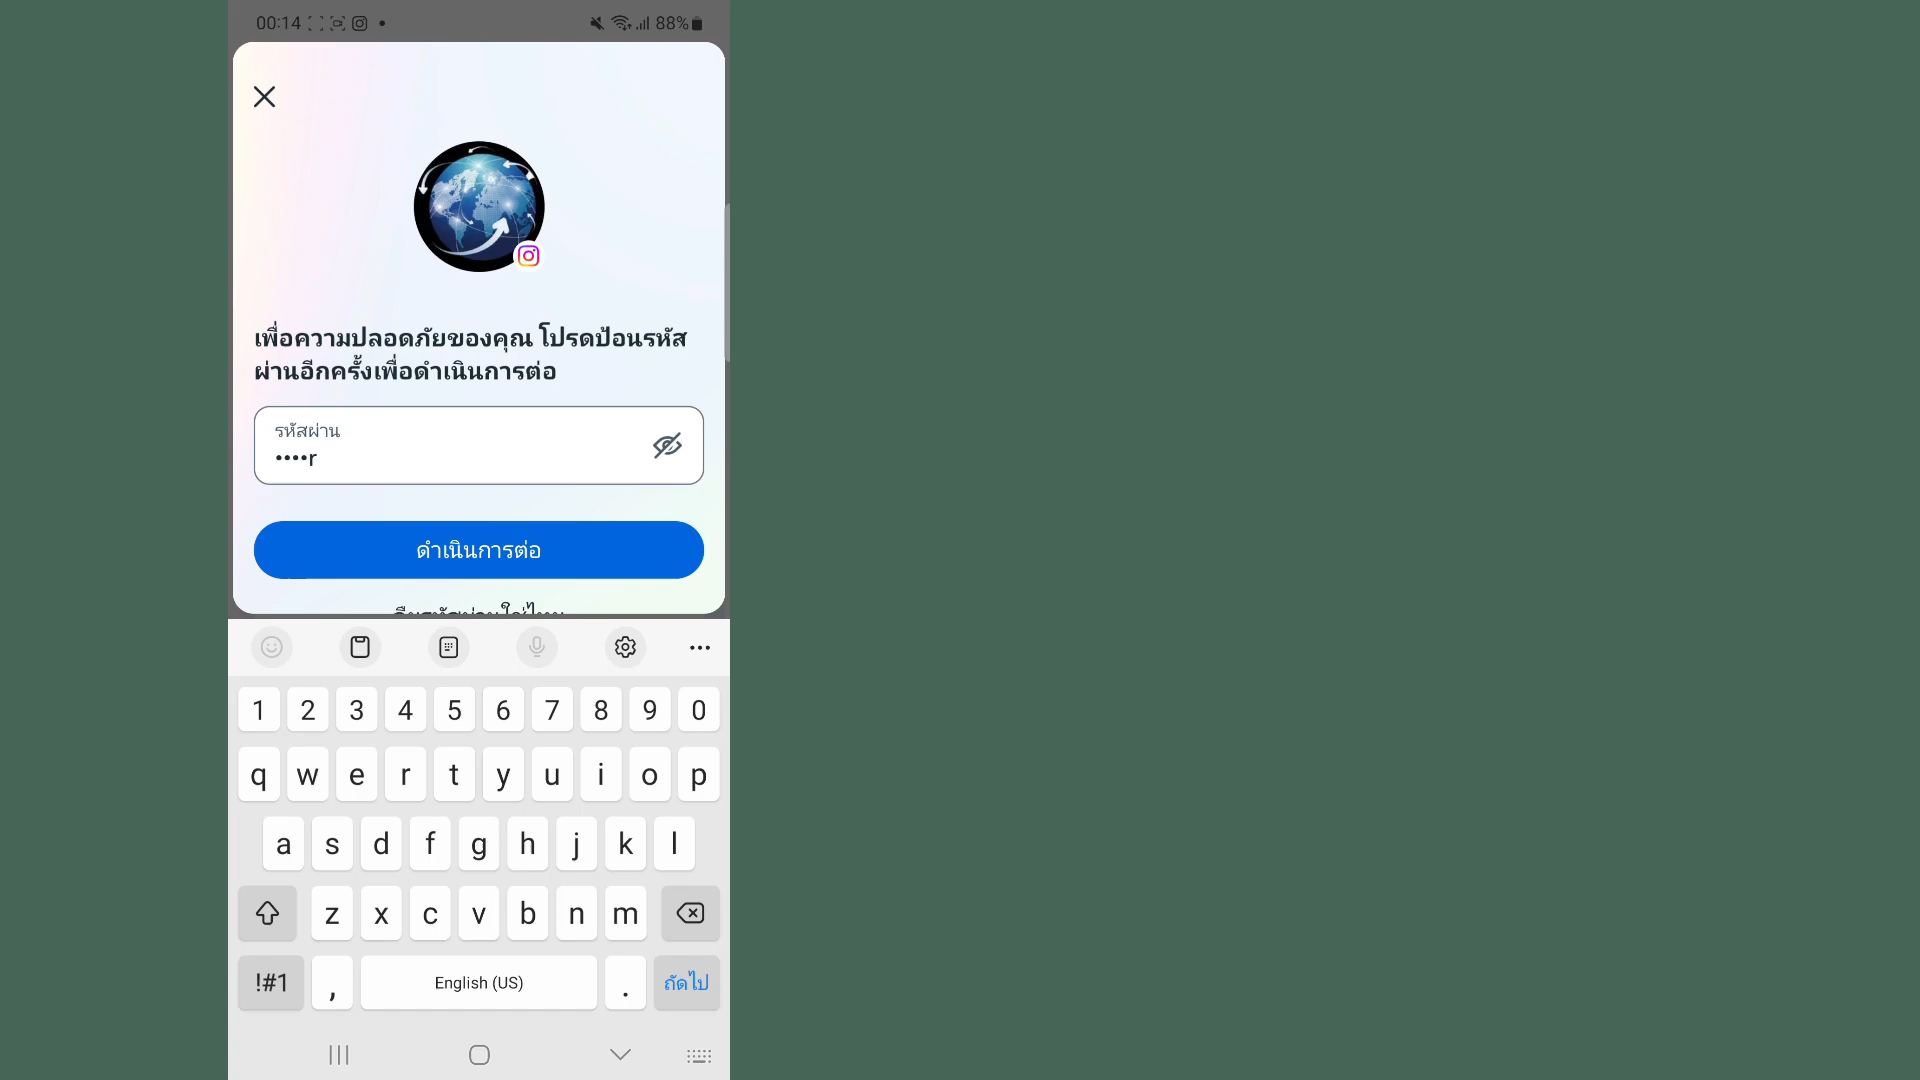 00:14
88%
เพื่อความปลอดภัยของคุณ โปรดป้อนรหัส
ผ่านอีกครั้งเพื่อดำเนินการต่อ
รหัสผ่าน
••••r
ดำเนินการต่อ
1 2 3 4 5 6 7 8 9 0
q w e r t y u i o p
a s d f g h j k l
z x c v b n m
!#1 , English (US) . ถัดไป